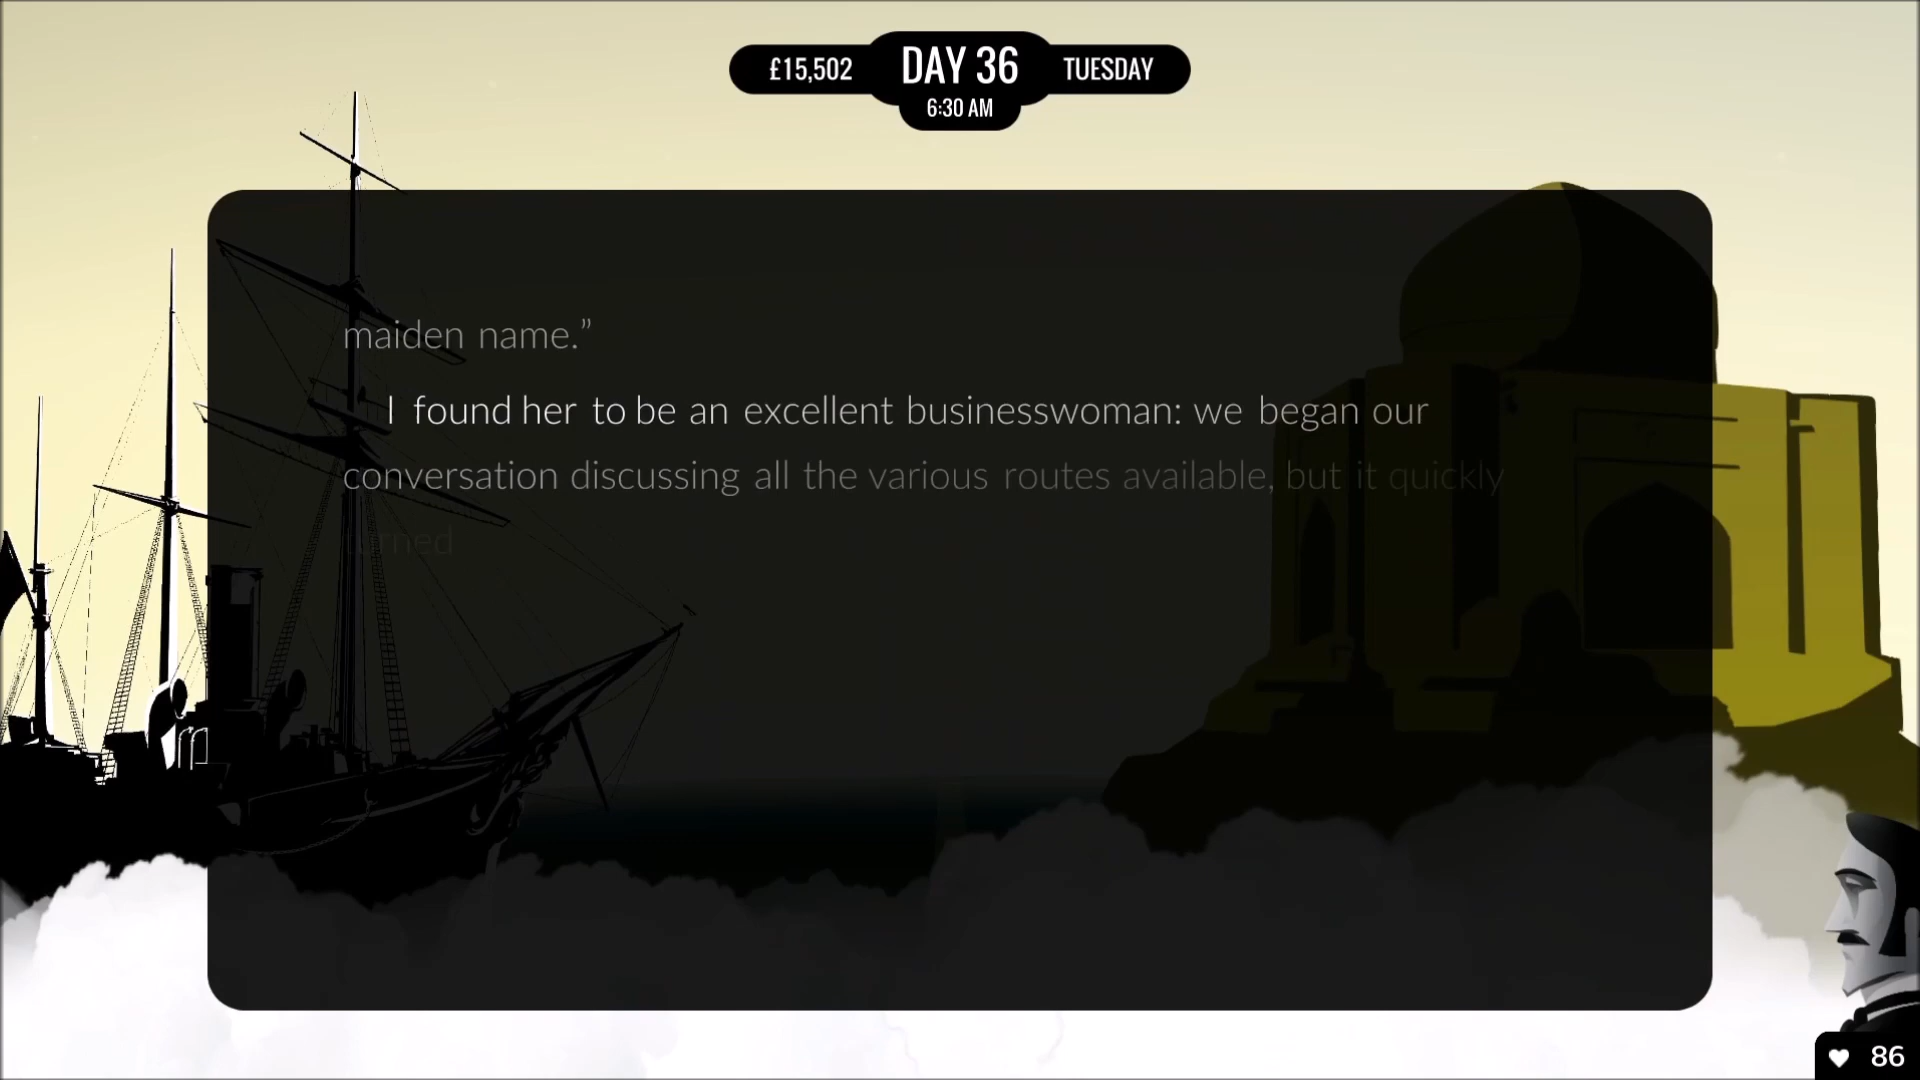 £15,502
DAY 36
TUESDAY
6:30 AM
maiden name.”
I found her to be an excellent businesswoman: we began our
conversation discussing all the various routes available, but it quickly
turned
86